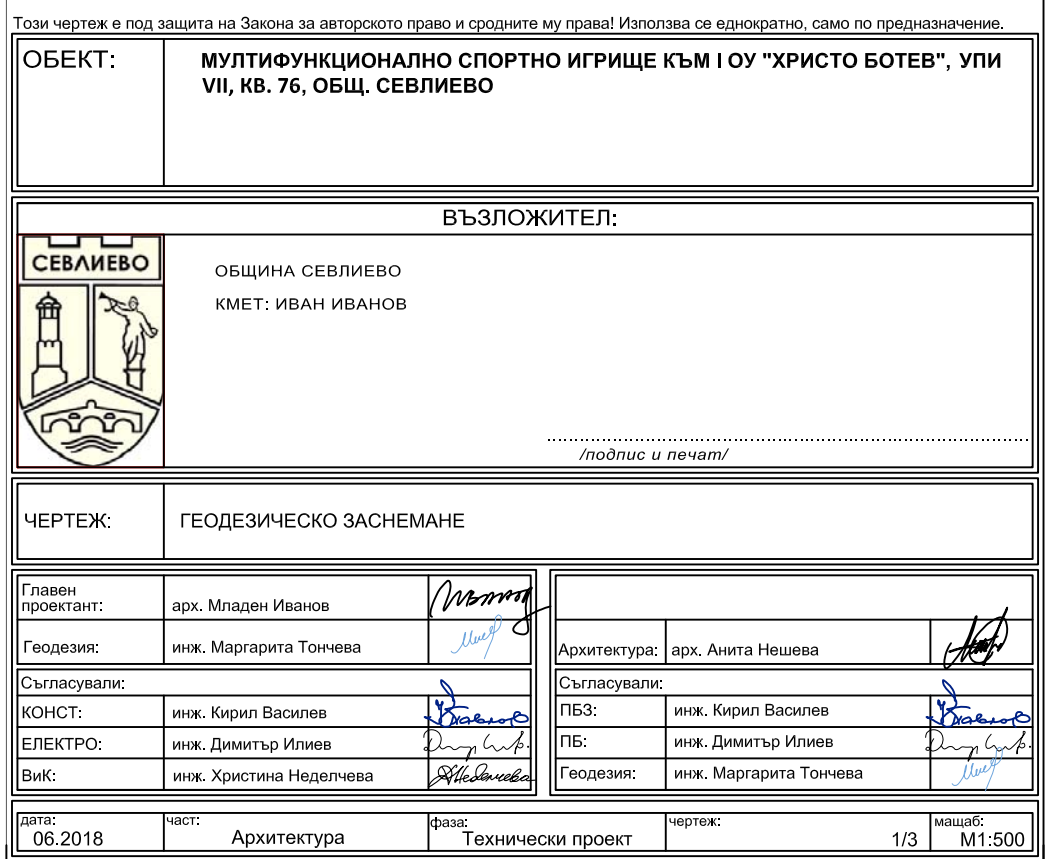 Този чертеж е под защита на Закона за авторското право и сродните му права! Използва се еднократно, само по предназначение.
ОБЕКТ:
МУЛТИФУНКЦИОНАЛНО СПОРТНО ИГРИЩЕ КЪМ I ОУ "ХРИСТО БОТЕВ", УПИ
VII, КВ. 76, ОБЩ. СЕВЛИЕВО
ВЪЗЛОЖИТЕЛ:
СЕВЛИЕВО
ОБЩИНА СЕВЛИЕВО
КМЕТ: ИВАН ИВАНОВ
/подпис и печат/
ЧЕРТЕЖ:
ГЕОДЕЗИЧЕСКО ЗАСНЕМАНЕ
Главен
проектант:
арх. Младен Иванов
Геодезия:
инж. Маргарита Тончева
Архитектура:
арх. Анита Нешева
Съгласували:
КОНСТ:
инж. Кирил Василев
ЕЛЕКТРО:
инж. Димитър Илиев
ВиК:
инж. Христина Неделчева
Съгласували:
ПБЗ:
инж. Кирил Василев
ПБ:
инж. Димитър Илиев
Геодезия:
инж. Маргарита Тончева
дата:
06.2018
част:
Архитектура
фаза:
Технически проект
чертеж:
1/3
мащаб:
М1:500